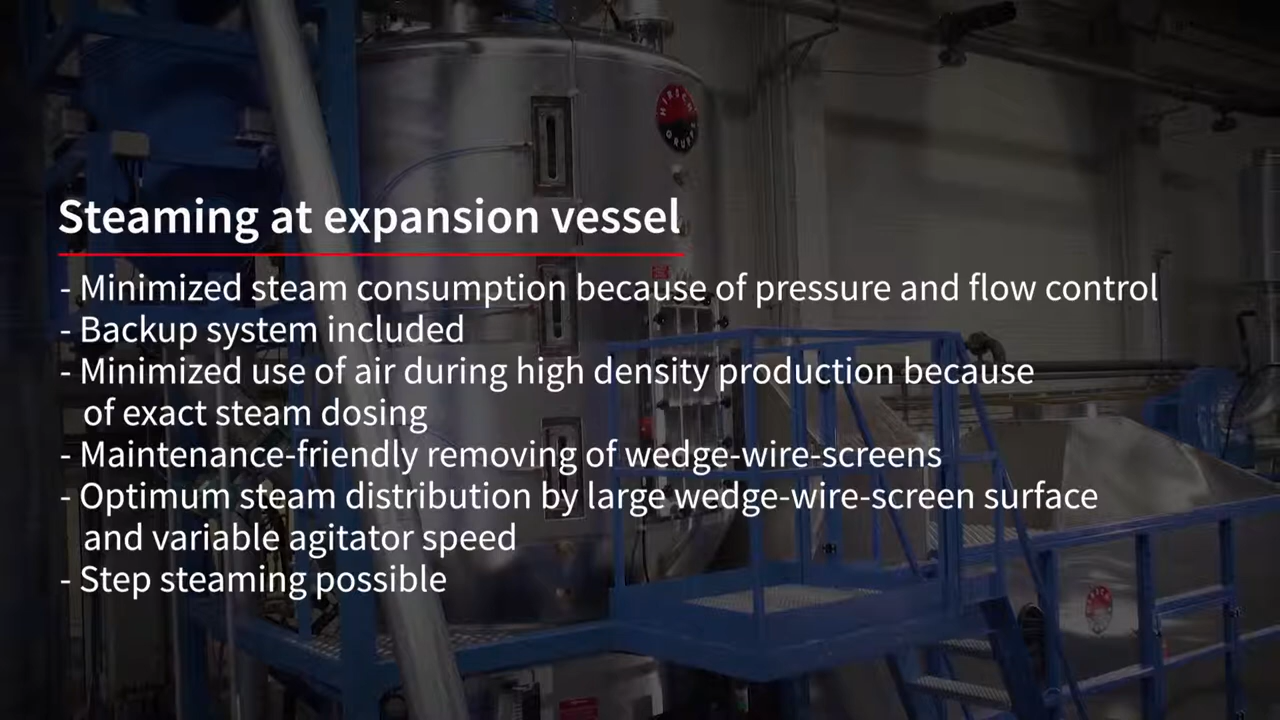 HIRSCH
GRUPPE
Steaming at expansion vessel
- Minimized steam consumption because of pressure and flow control
- Backup system included
- Minimized use of air during high density production because
of exact steam dosing
- Maintenance-friendly removing of wedge-wire-screens
- Optimum steam distribution by large wedge-wire-screen surface
and variable agitator speed
- Step steaming possible